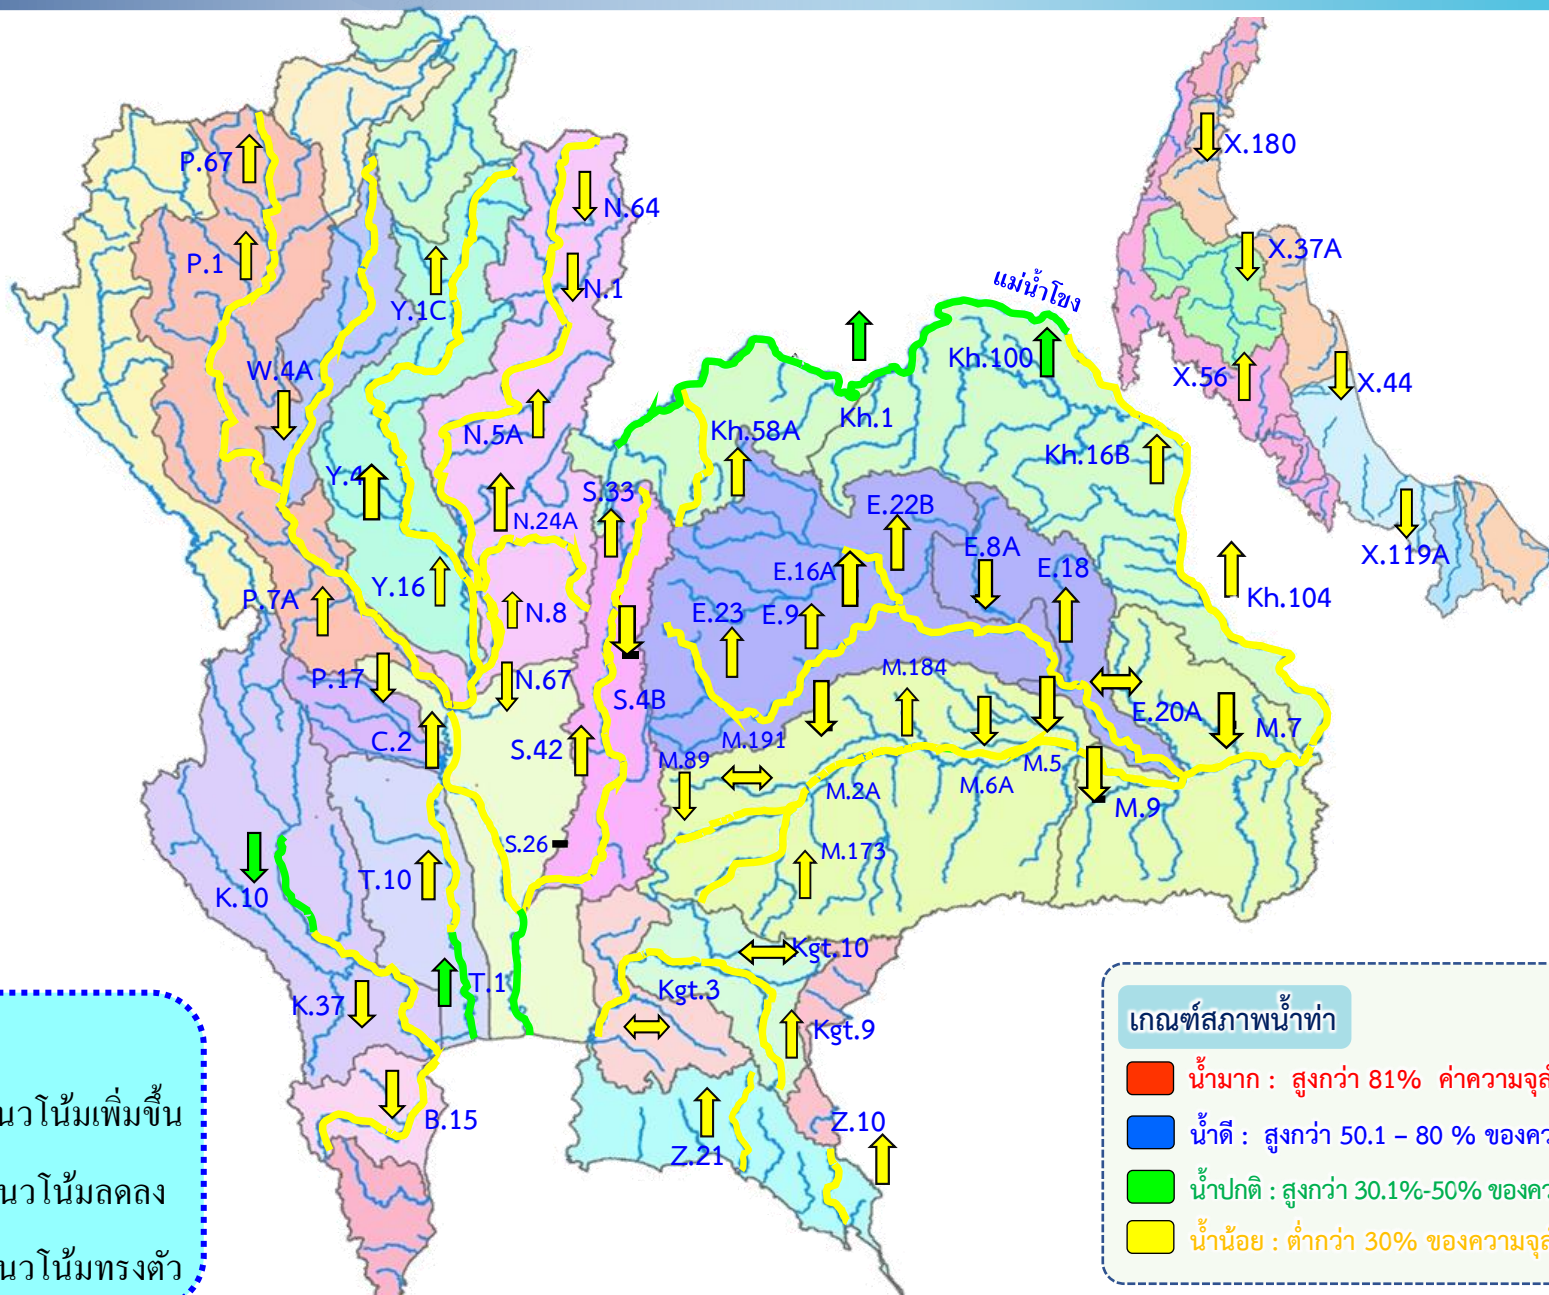 P.67
N.64
P.1
N.1
Y.1C
W.4A
N.5A
Y.4
N.24A
S.33
Y.16
N.8
P.7A
P.17
N.67
C.2
S.42
S.4B
S.26
K.10
T.10
T.1
K.37
B.15
แม่น้ำโขง
Kh.100
Kh.1
Kh.58A
Kh.16B
Kh.104
E.22B
E.8A
E.16A
E.18
E.23
E.9
E.20A
M.184
M.191
M.89
M.2A
M.6A
M.5
M.7
M.9
M.173
Kgt.10
Kgt.3
Kgt.9
Z.10
Z.21
X.180
X.37A
X.56
X.44
X.119A
นวโน้มเพิ่มขึ้น
นวโน้มลดลง
นวโน้มทรงตัว
เกณฑ์สภาพน้ำท่า
น้ำมาก : สูงกว่า 81% ค่าความจุล
น้ำดี : สูงกว่า 50.1 – 80 % ของคว
น้ำปกติ : สูงกว่า 30.1%-50% ของคว
น้ำน้อย : ต่ำกว่า 30% ของความจุล